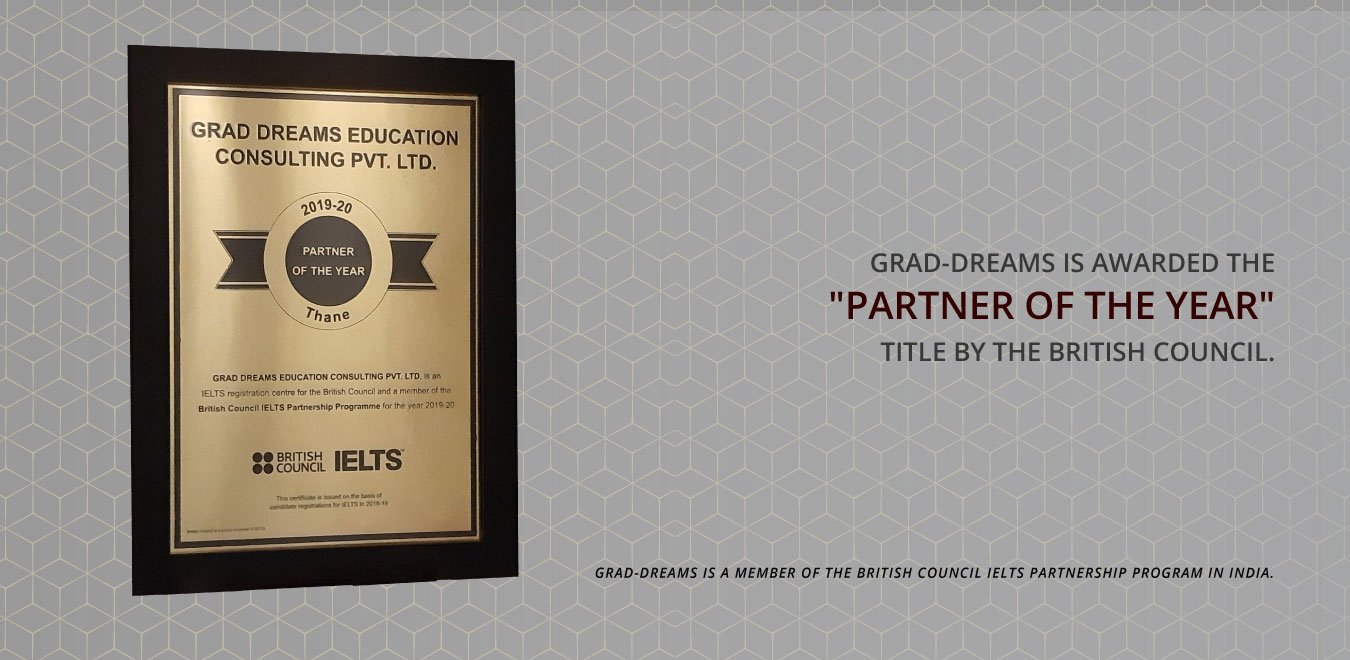 GRAD DREAMS EDUCATION
CONSULTING PVT. LTD.
2019-20
PARTNER
OF THE YEAR
Thane
GRAD DREAMS EDUCATION CONSULTING PVT. LTD. is an
IELTS registration centre for the British Council and a member of the
British Council IELTS Partnership Programme for the year 2019-20
BRITISH
COUNCIL
IELTS
This certificate is issued on the basis of
candidate registrations for IELTS in 2018-19
GRAD-DREAMS IS AWARDED THE
"PARTNER OF THE YEAR"
TITLE BY THE BRITISH COUNCIL.
GRAD-DREAMS IS A MEMBER OF THE BRITISH COUNCIL IELTS PARTNERSHIP PROGRAM IN INDIA.